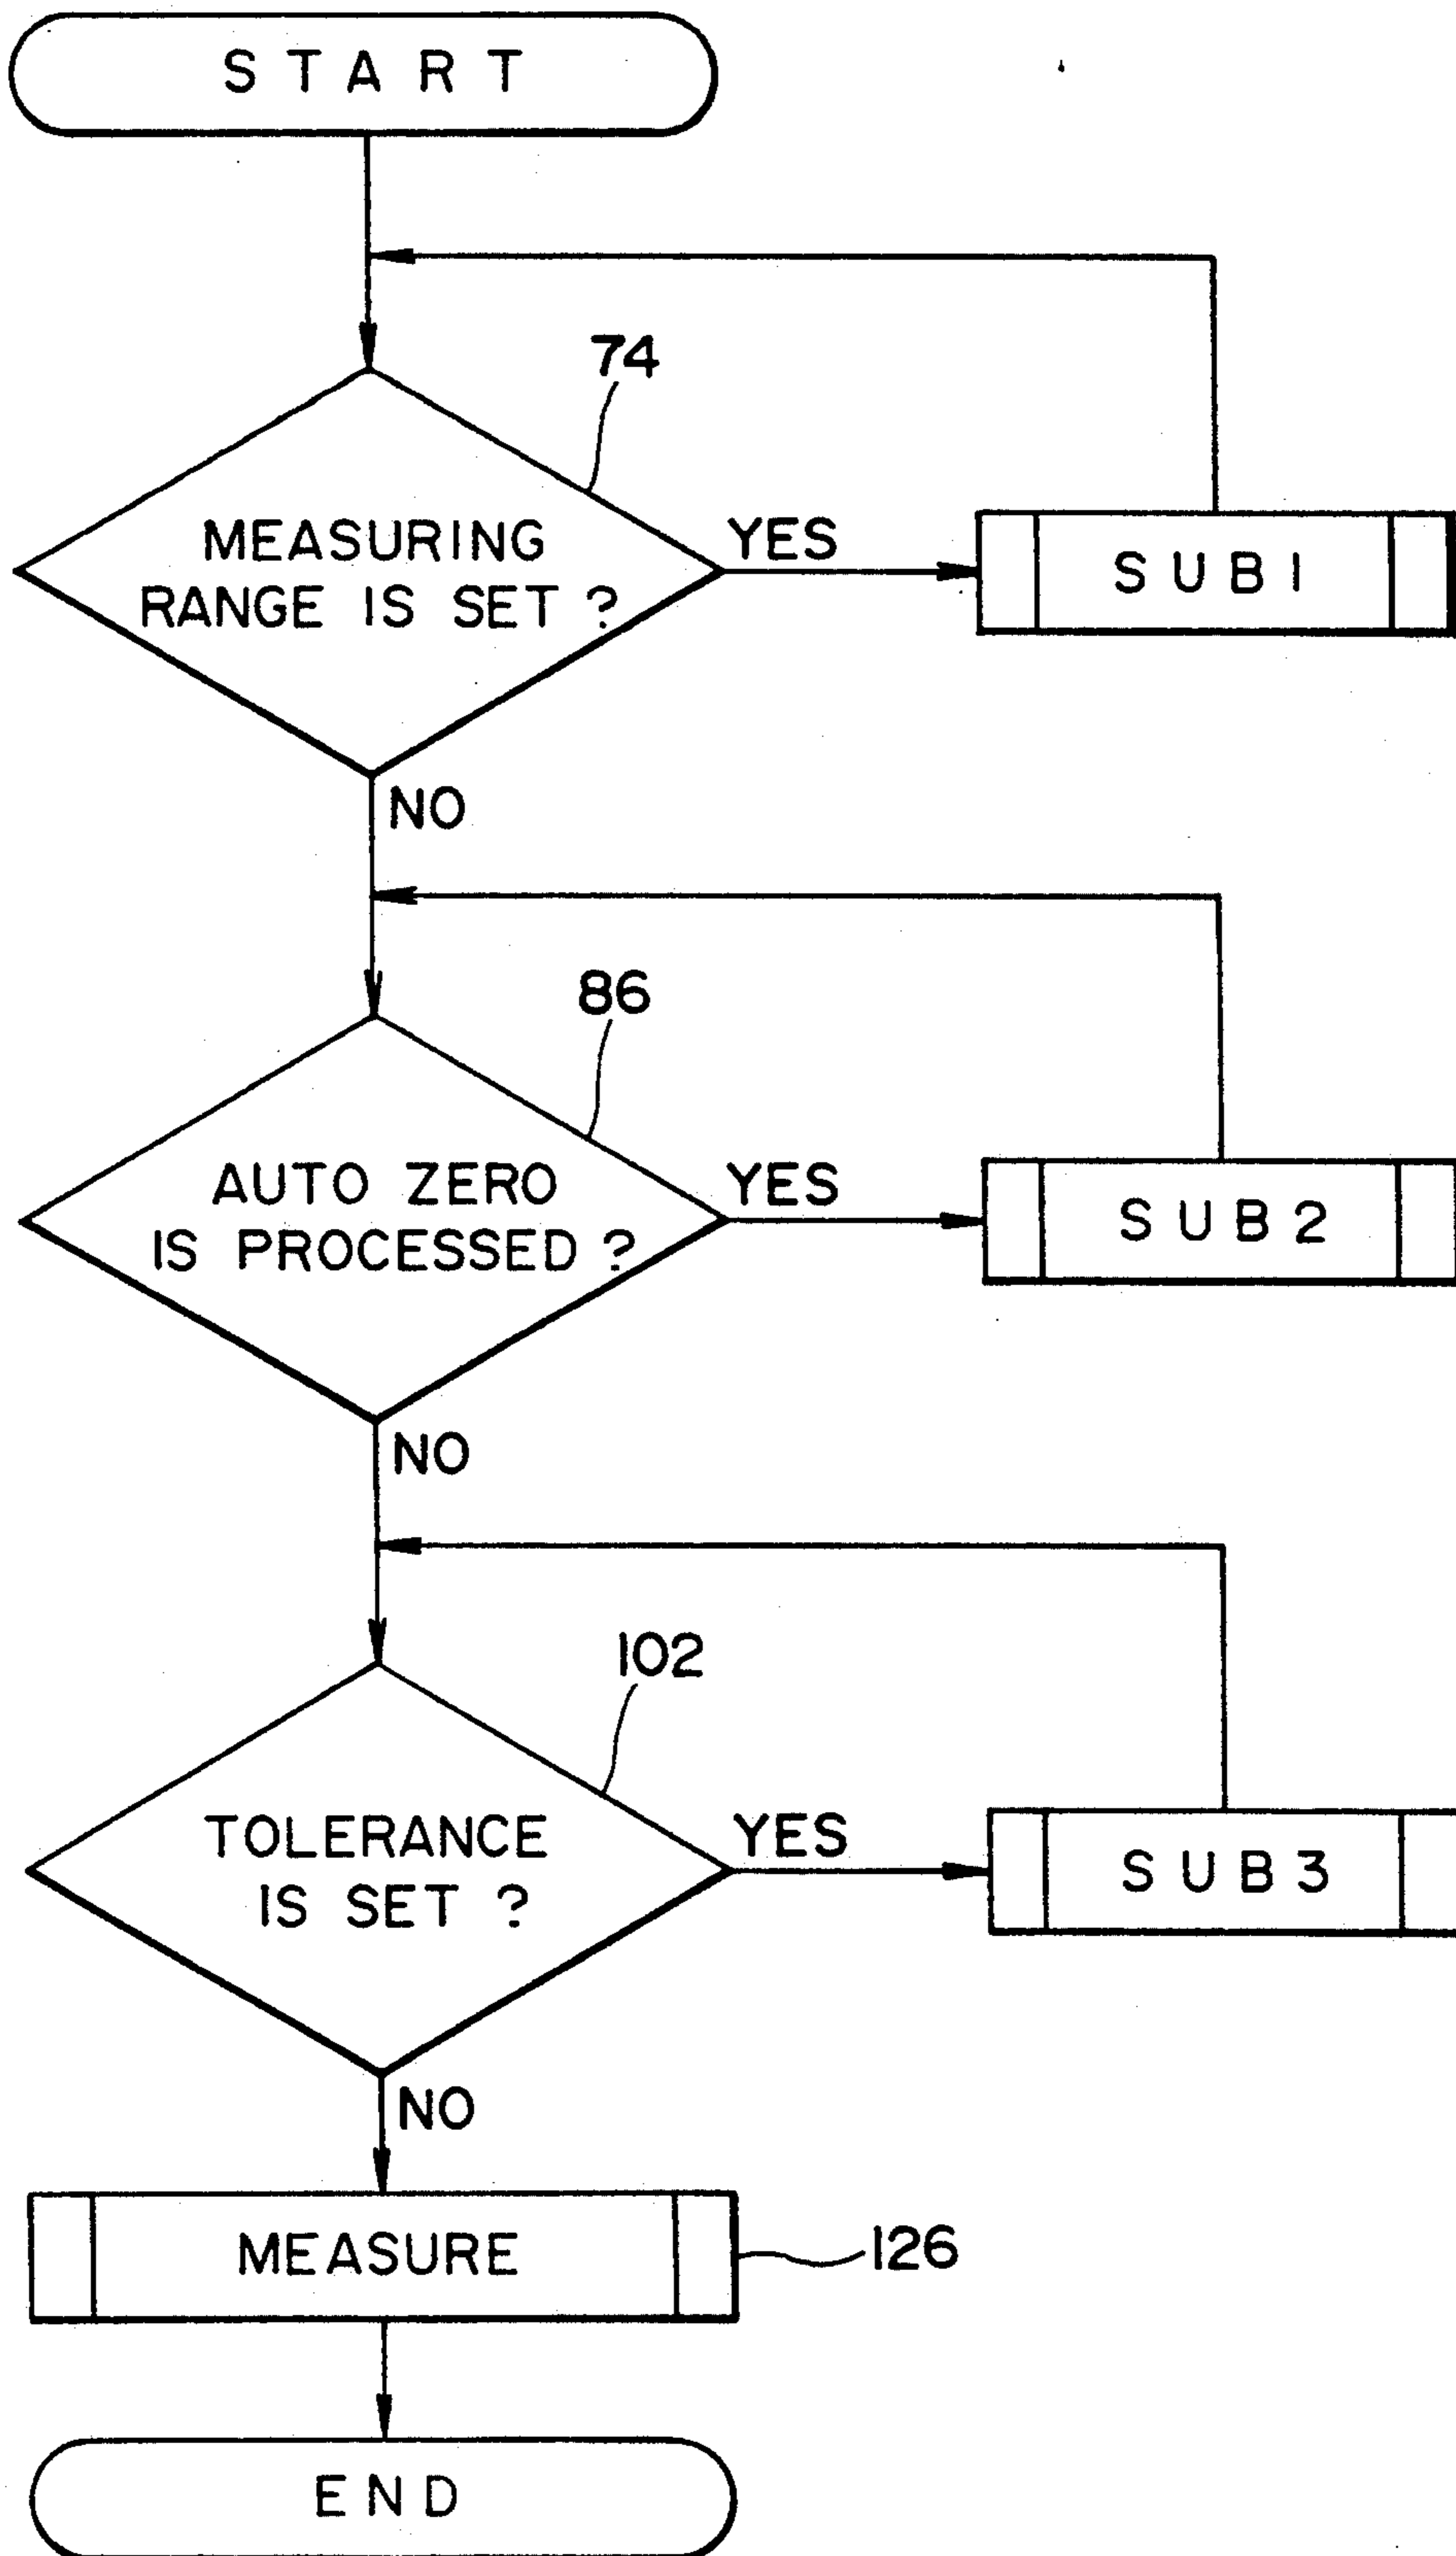 START
74
MEASURING
RANGE IS SET ?
YES
SUB1
NO
86
AUTO ZERO
IS PROCESSED ?
YES
SUB2
NO
102
TOLERANCE
IS SET ?
YES
SUB3
NO
MEASURE
126
END